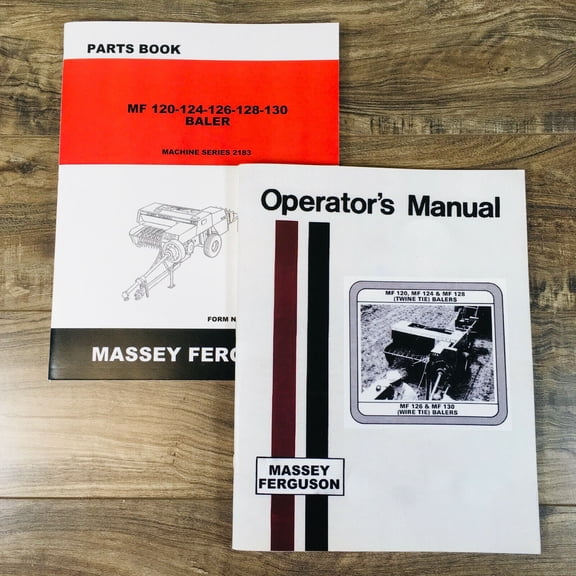 PARTS BOOK
MF 120-124-126-128-130
BALER
MACHINE SERIES 2183
FORM N
MASSEY FERG
Operator's Manual
MF 120, MF 124 & MF 128
(TWINE TIE) BALERS
MF 126 & MF 130
(WIRE TIE) BALERS
MASSEY
FERGUSON